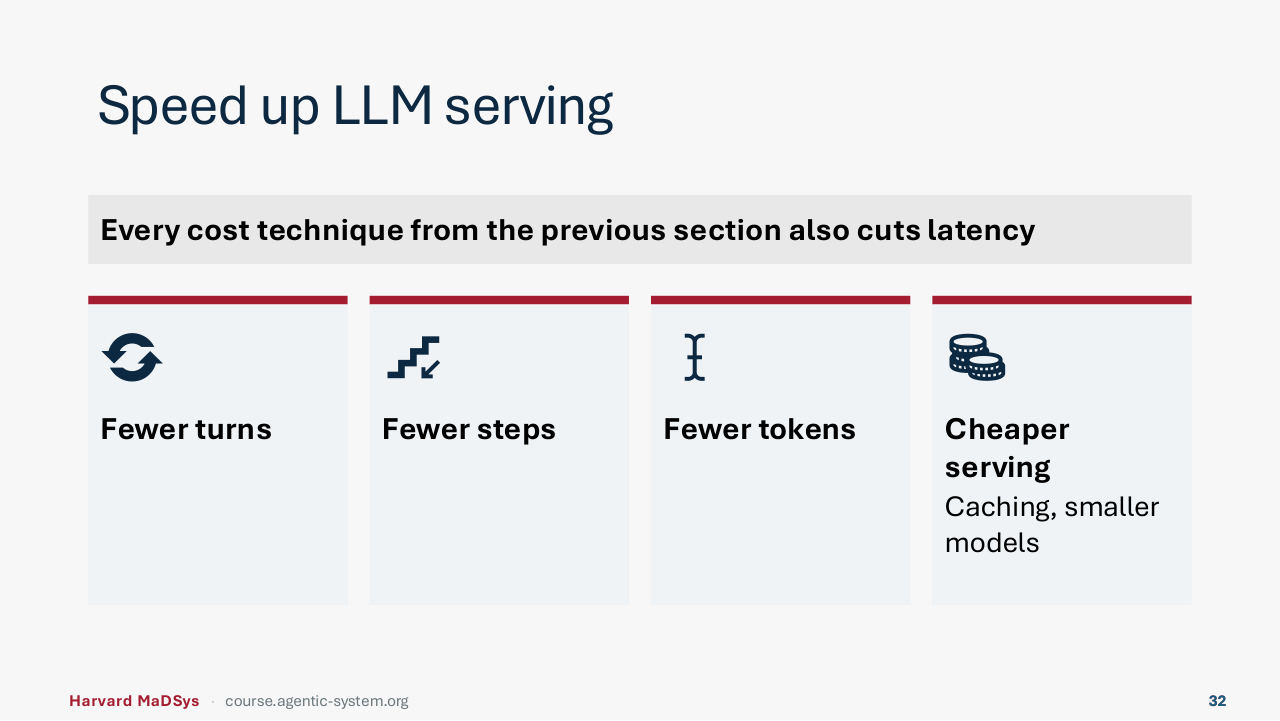 Speed up LLM serving
Every cost technique from the previous section also cuts latency
Fewer turns
Fewer steps
Fewer tokens
Cheaper
serving
Caching, smaller
models
Harvard MaDSys · course.agentic-system.org
32